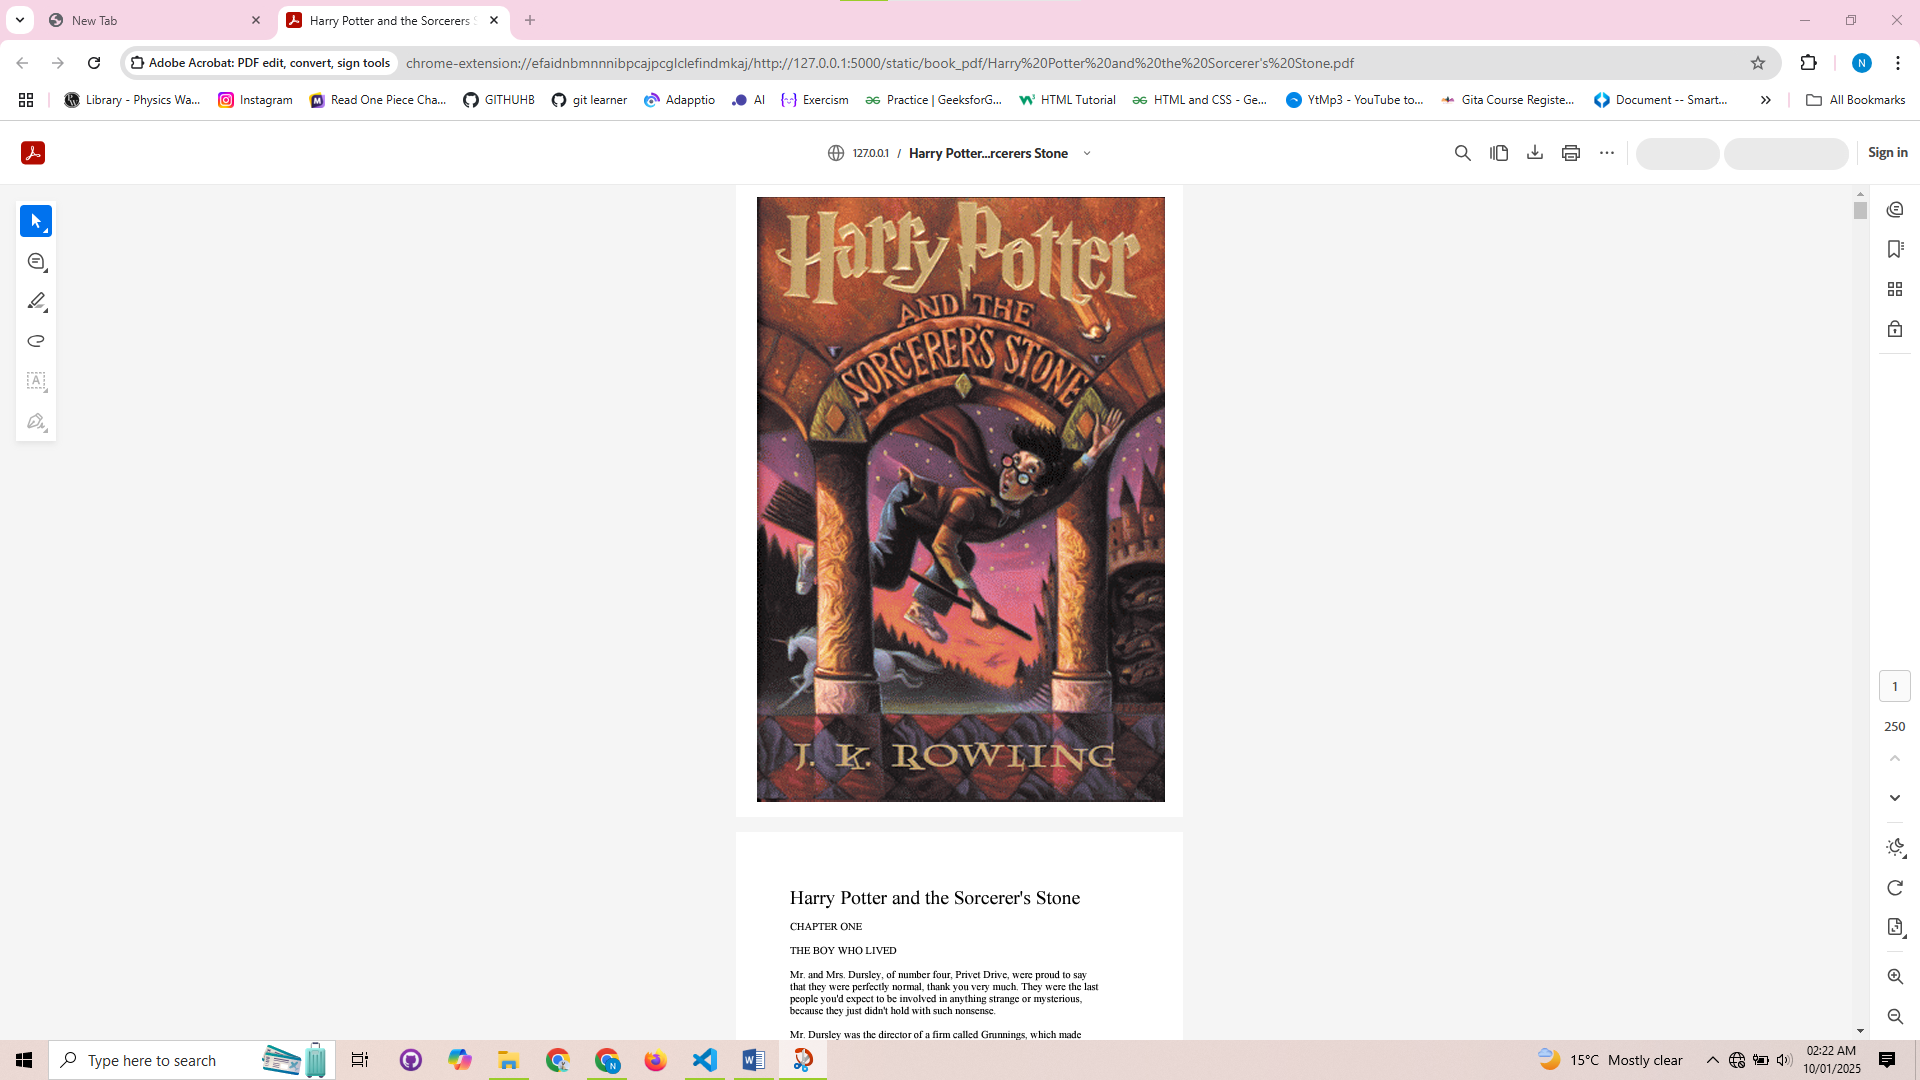 New Tab
Harry Potter and the Sorcerers S
Adobe Acrobat: PDF edit, convert, sign tools
chrome-extension://efaidnbmnnnibpcajpcglclefindmkaj/http://127.0.0.1:5000/static/book_pdf/Harry%20Potter%20and%20the%20Sorcerer's%20Stone.pdf
N
Library - Physics Wa...
Instagram
Read One Piece Cha...
GITHUHB
git learner
Adapptio
AI
Exercism
Practice | GeeksforG...
HTML Tutorial
HTML and CSS - Ge...
YtMp3 - YouTube to...
Gita Course Registe...
Document -- Smart...
All Bookmarks
127.0.0.1 / Harry Potter...rcerers Stone
Sign in
Harry Potter
AND THE
SORCERER'S STONE
J. K. ROWLING
1
250
Harry Potter and the Sorcerer's Stone
CHAPTER ONE
THE BOY WHO LIVED
Mr. and Mrs. Dursley, of number four, Privet Drive, were proud to say
that they were perfectly normal, thank you very much. They were the last
people you'd expect to be involved in anything strange or mysterious,
because they just didn't hold with such nonsense.
Mr. Dursley was the director of a firm called Grunnings, which made
Type here to search
15°C Mostly clear
02:22 AM
10/01/2025